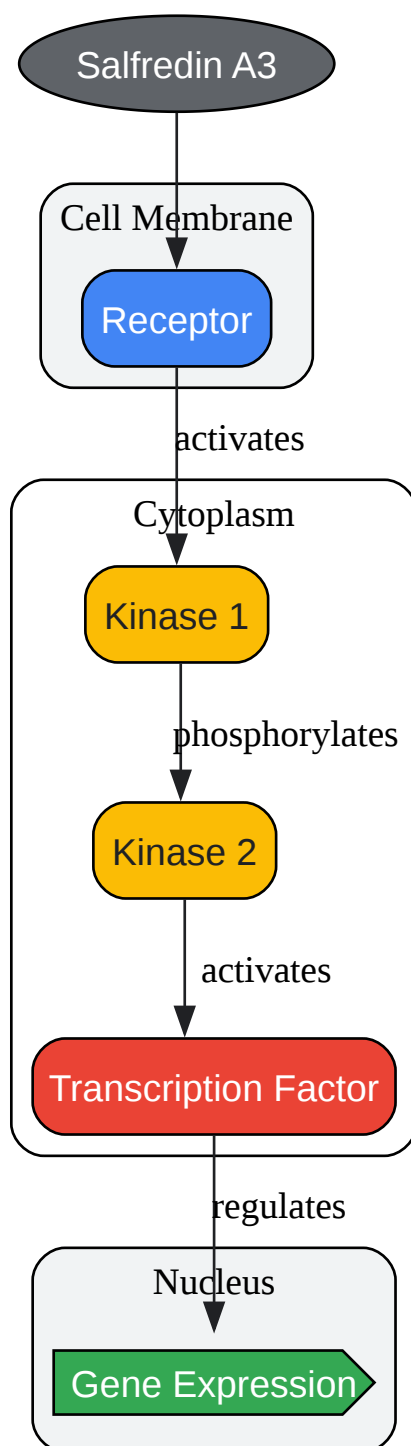 Salfredin A3
Cell Membrane
Receptor
activates
Cytoplasm
Kinase 1
phosphorylates
Kinase 2
activates
Transcription Factor
regulates
Nucleus
Gene Expression